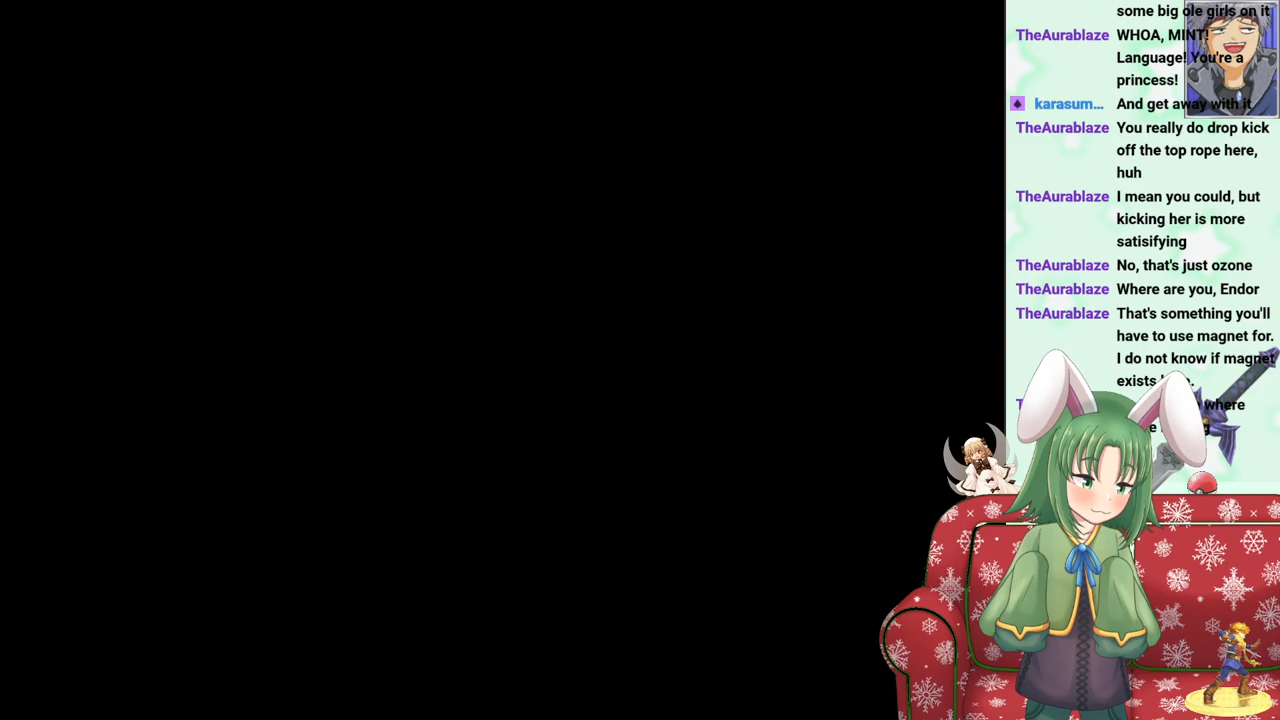 some big ole girls on it
TheAurablaze WHOA, MINT!
Language! You're a
princess!
karasum... And get away with it
TheAurablaze You really do drop kick
off the top rope here,
huh
TheAurablaze I mean you could, but
kicking her is more
satisifying
TheAurablaze No, that's just ozone
TheAurablaze Where are you, Endor
TheAurablaze That's something you'll
have to use magnet for.
I do not know if magnet
exists
where